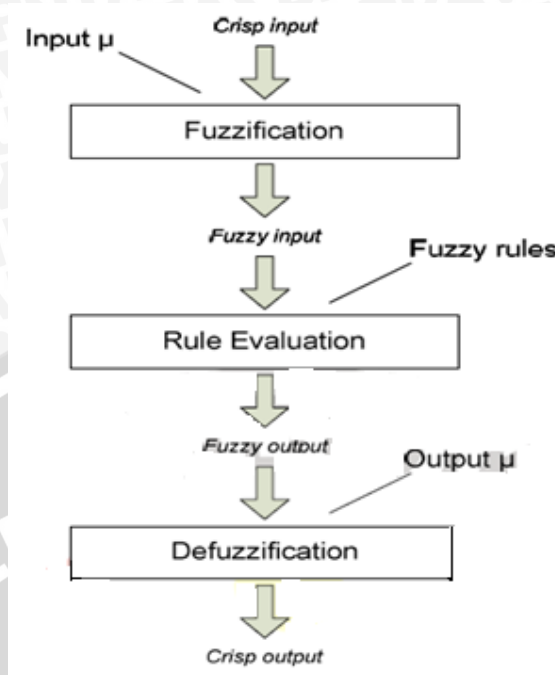 Crisp input
Input μ
Fuzzification
Fuzzy input
Fuzzy rules
Rule Evaluation
Fuzzy output
Output μ
Defuzzification
Crisp output